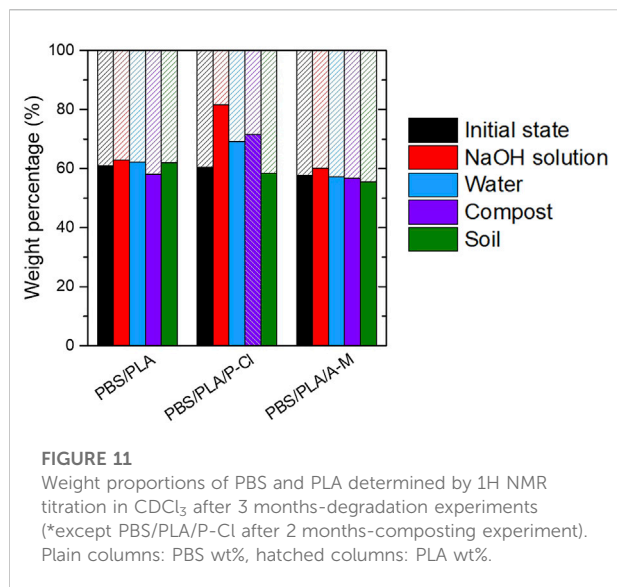 100
80
60
40
20
0
Weight percentage (%)
PBS/PLA
PBS/PLA/P-Cl
PBS/PLA/A-M
Initial state
NaOH solution
Water
Compost
Soil
FIGURE 11
Weight proportions of PBS and PLA determined by 1H NMR
titration in CDCl₃ after 3 months-degradation experiments
(*except PBS/PLA/P-Cl after 2 months-composting experiment).
Plain columns: PBS wt%, hatched columns: PLA wt%.